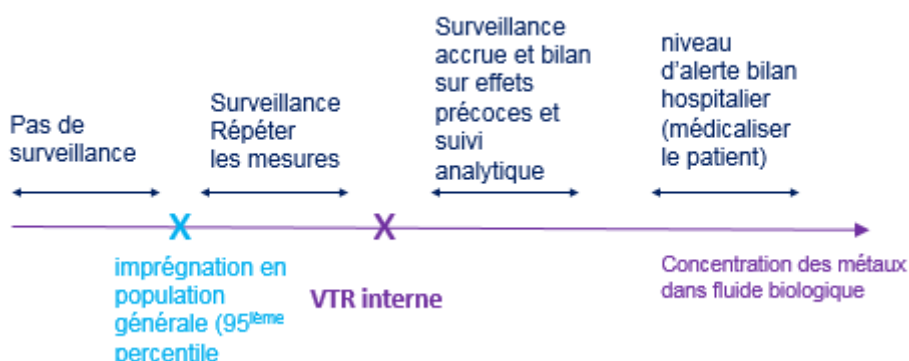 Pas de
surveillance
Surveillance
Répéter
les mesures
Surveillance
accrue et bilan
sur effets
précoces et
suivi
analytique
niveau
d'alerte bilan
hospitalier
(médicaliser
le patient)
X
X
imprégnation en
population
générale (95ième
percentile
VTR interne
Concentration des métaux
dans fluide biologique